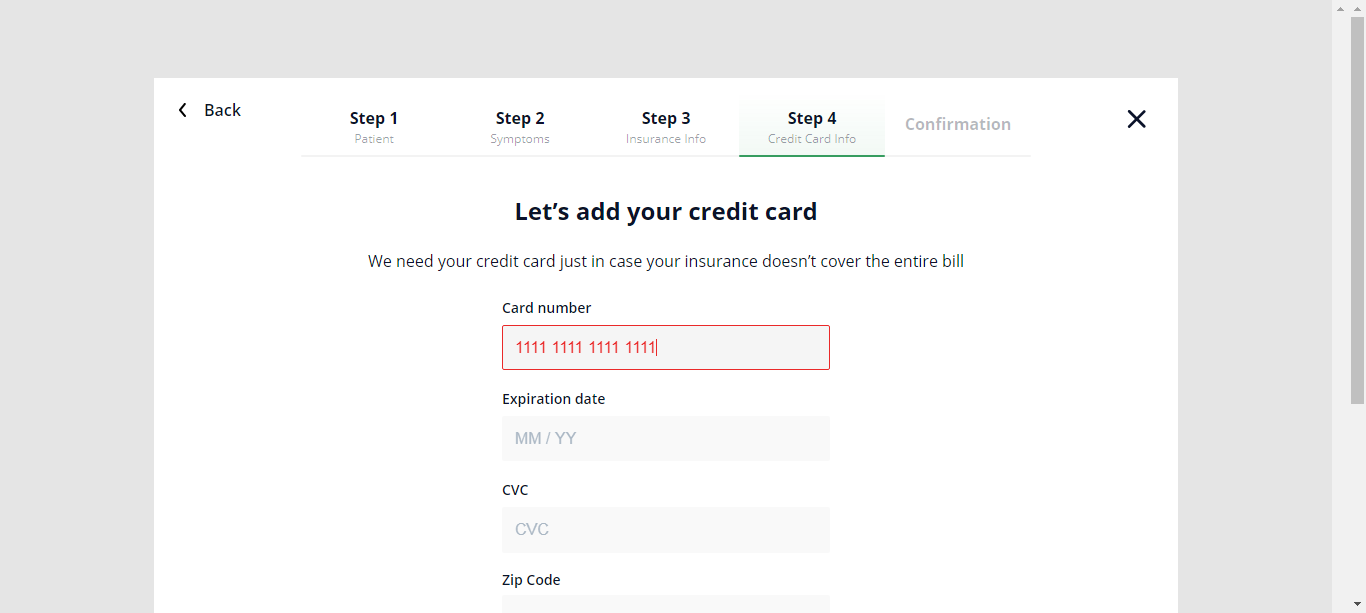 Back
Step 1
Patient
Step 2
Symptoms
Step 3
Insurance Info
Step 4
Credit Card Info
Confirmation
Let’s add your credit card
We need your credit card just in case your insurance doesn’t cover the entire bill
Card number
1111 1111 1111 1111
Expiration date
MM / YY
CVC
CVC
Zip Code